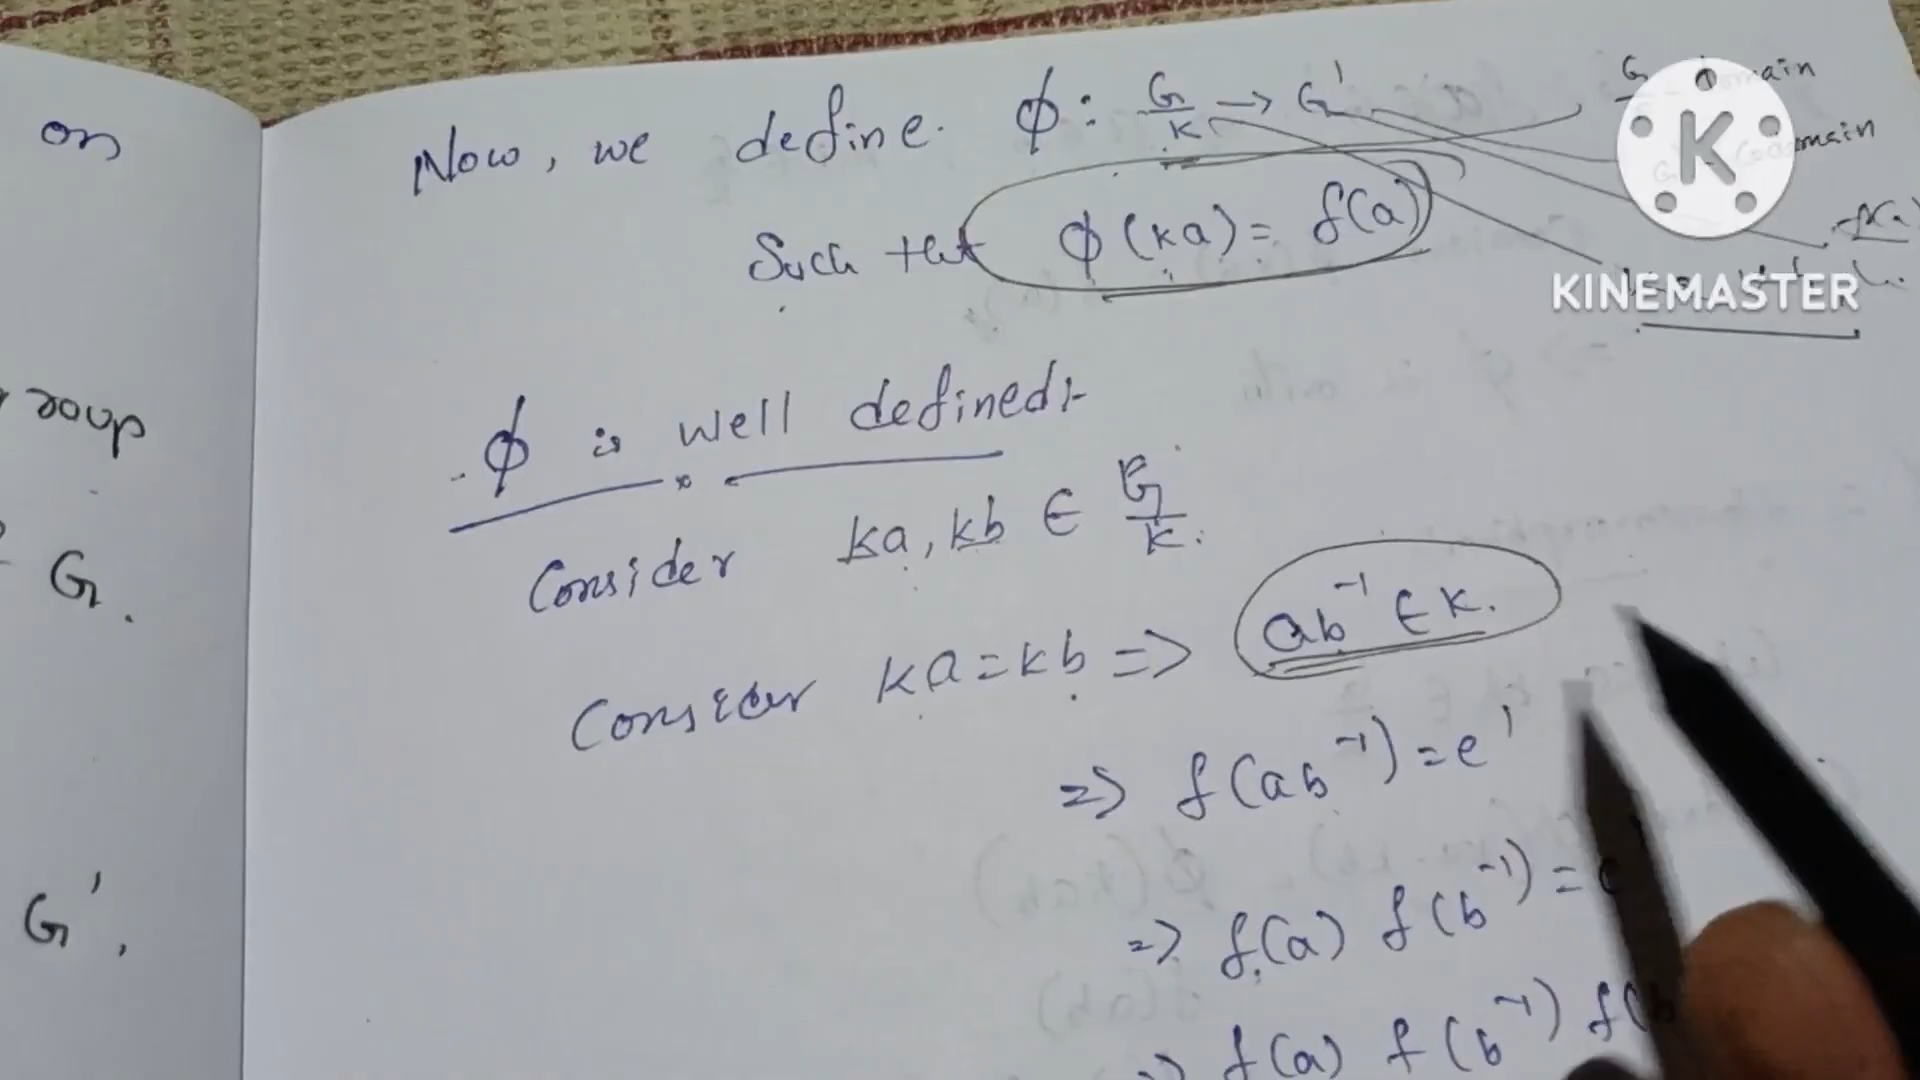 on
roup
G.
G',
Now, we define. ϕ: G/K → G'
Such that ϕ(Ka) = f(a)
ϕ is well defined:-
Consider Ka, Kb ∈ G/K.
Consider Ka = Kb => ab⁻¹ ∈ K.
=> f(ab⁻¹) = e'
=> f(a) f(b⁻¹) =
=> f(a) f(b⁻¹) f(b
K
KINEMASTER